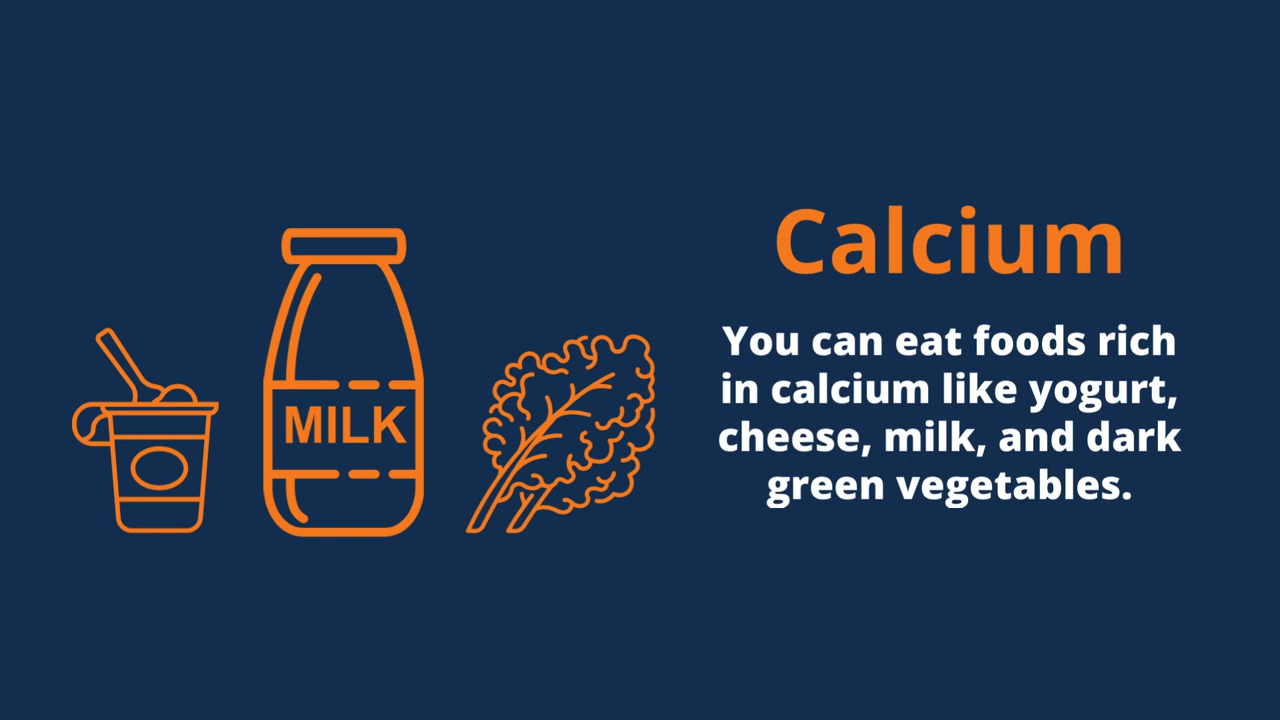 MILK
Calcium
You can eat foods rich
in calcium like yogurt,
cheese, milk, and dark
green vegetables.